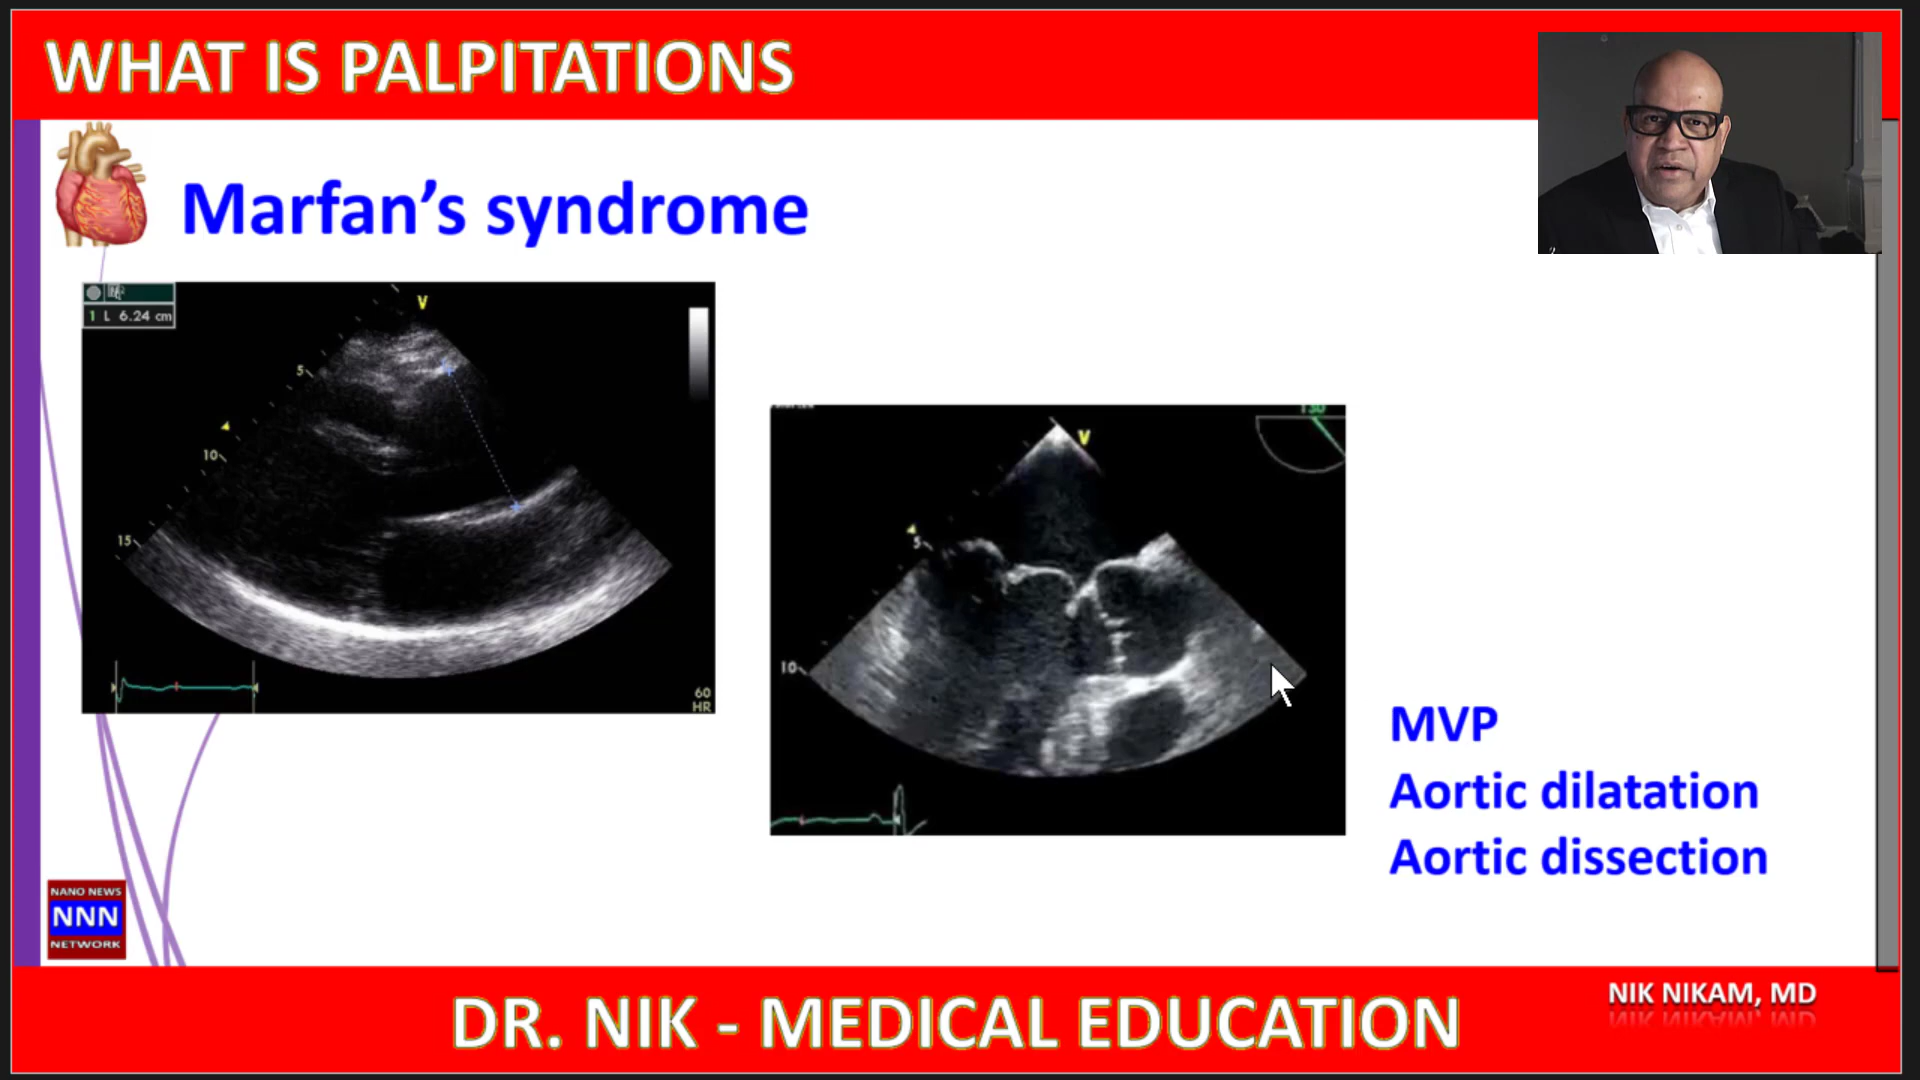 WHAT IS PALPITATIONS
Marfan’s syndrome
1 L 6.24 cm
V
5
10
15
60
HR
V
5
10
MVP
Aortic dilatation
Aortic dissection
NANO NEWS
NNN
NETWORK
DR. NIK - MEDICAL EDUCATION
NIK NIKAM, MD